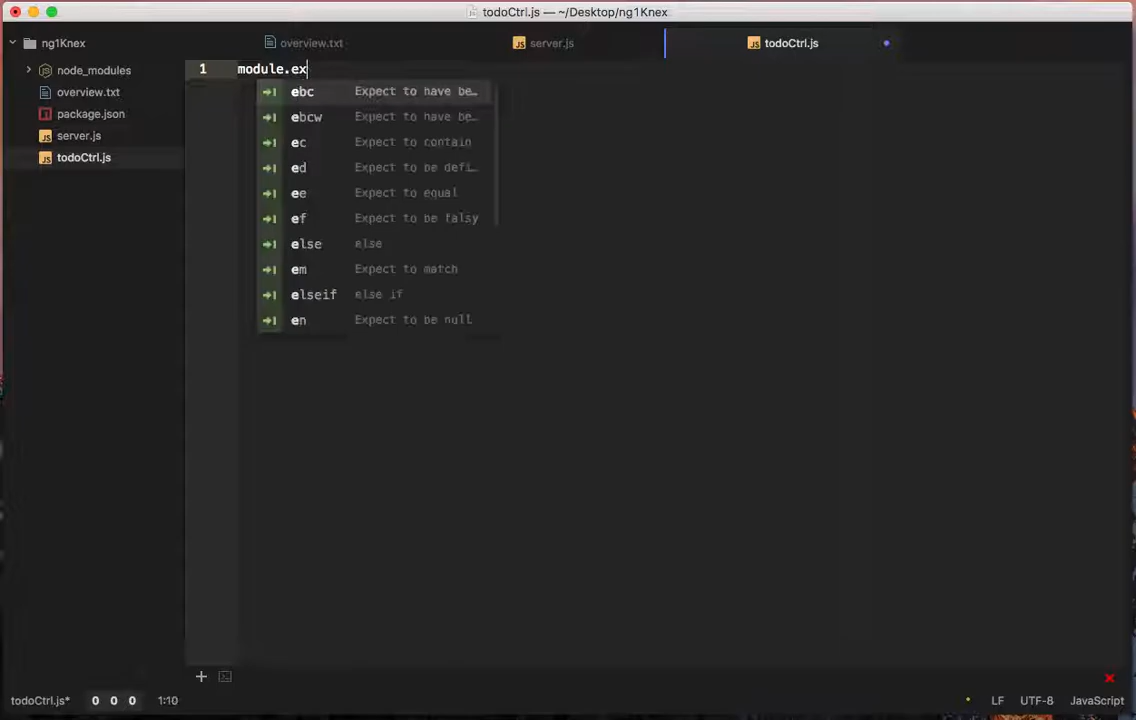 todoCtrl.js — ~/Desktop/ng1Knex
ng1Knex
overview.txt
server.js
todoCtrl.js
node_modules
overview.txt
package.json
server.js
todoCtrl.js
1 module.ex
ebc Expect to have be…
ebcw Expect to have be…
ec Expect to contain
ed Expect to be defi…
ee Expect to equal
ef Expect to be falsy
else else
em Expect to match
elseif else if
en Expect to be null
todoCtrl.js* 0 0 0 1:10 LF UTF-8 JavaScript